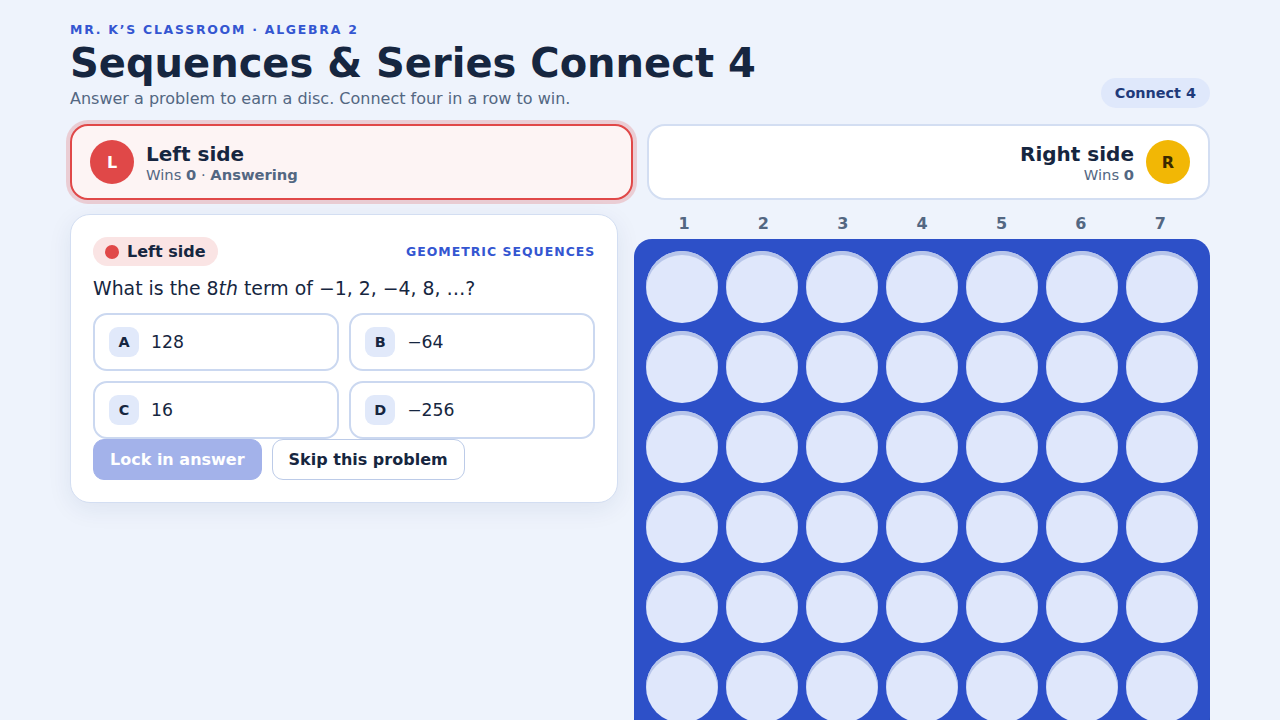 MR. K’S CLASSROOM · ALGEBRA 2
Sequences & Series Connect 4
Answer a problem to earn a disc. Connect four in a row to win.
Connect 4
L
Left side
Wins 0 · Answering
Right side
Wins 0
R
Left side
GEOMETRIC SEQUENCES
What is the 8th term of −1, 2, −4, 8, …?
A 128
B −64
C 16
D −256
Lock in answer
Skip this problem
1 2 3 4 5 6 7